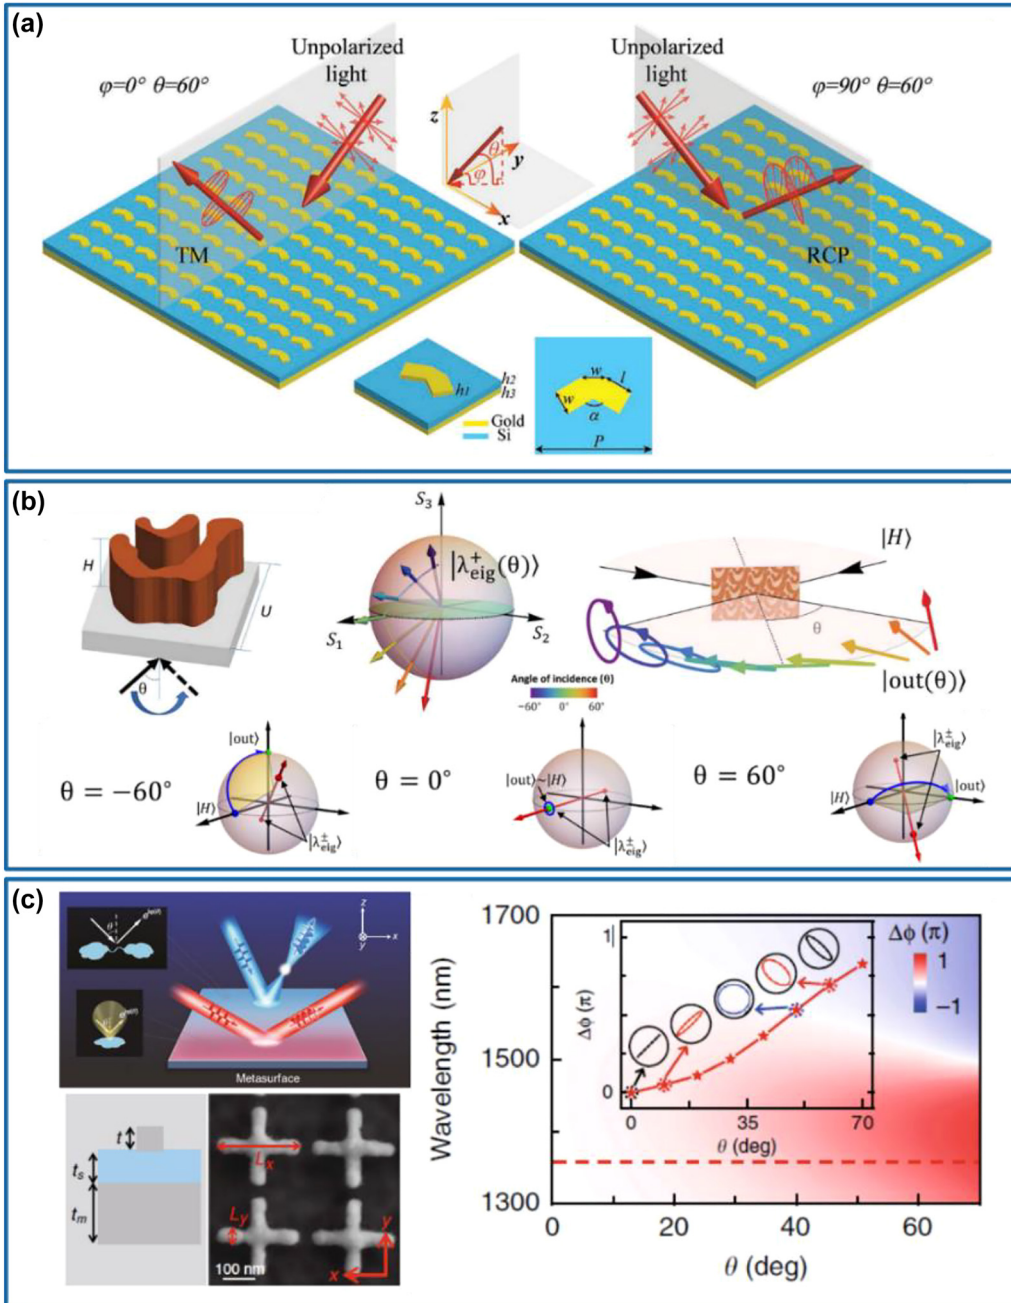 (a)
Unpolarized
light
φ=0° θ=60°
TM
z
θ
y
φ
x
Unpolarized
light
φ=90° θ=60°
RCP
h1
h2
h3
Gold
Si
w
l
w
α
P
(b)
H
U
θ
S3
|λ⁺eig(θ)⟩
S1
S2
Angle of incidence (θ)
−60° 0° 60°
|H⟩
θ
|out(θ)⟩
θ = −60°
|out⟩
|H⟩
|λ±eig⟩
θ = 0°
|out⟩~|H⟩
|λ±eig⟩
θ = 60°
|λ±eig⟩
|H⟩
|out⟩
(c)
θ
z
y
x
Metasurface
t
ts
tm
Lx
Ly
y
x
100 nm
Wavelength (nm)
1700
1500
1300
0 20 40 60
θ (deg)
Δϕ (π)
1
−1
1
Δϕ (π)
0
0 35 70
θ (deg)